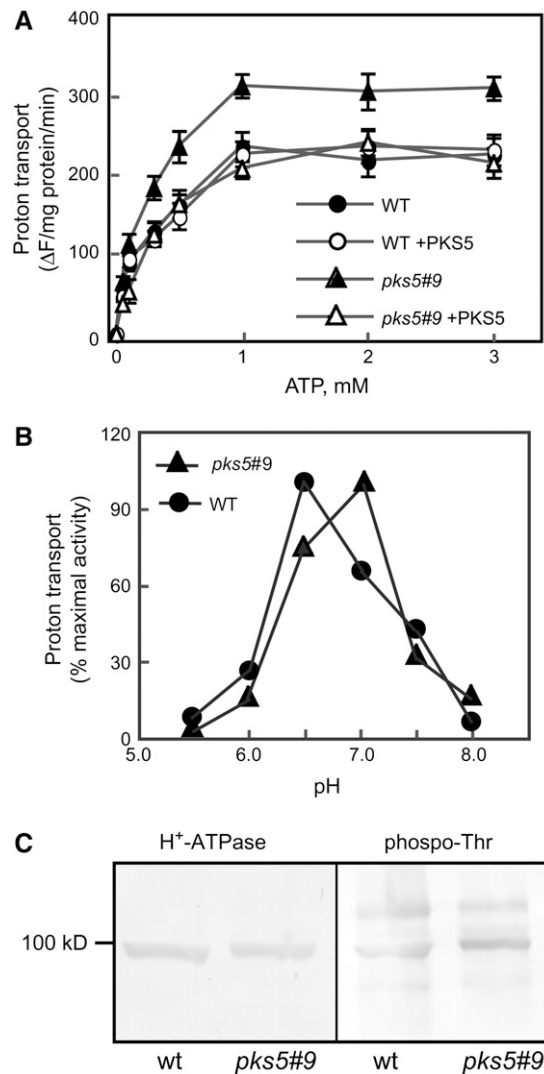 A
Proton transport
(ΔF/mg protein/min)
400
300
200
100
0
WT
WT +PKS5
pks5#9
pks5#9 +PKS5
0
1
2
3
ATP, mM
B
Proton transport
(% maximal activity)
120
90
60
30
0
pks5#9
WT
5.0
6.0
7.0
8.0
pH
C
H⁺-ATPase
phospo-Thr
100 kD
wt
pks5#9
wt
pks5#9